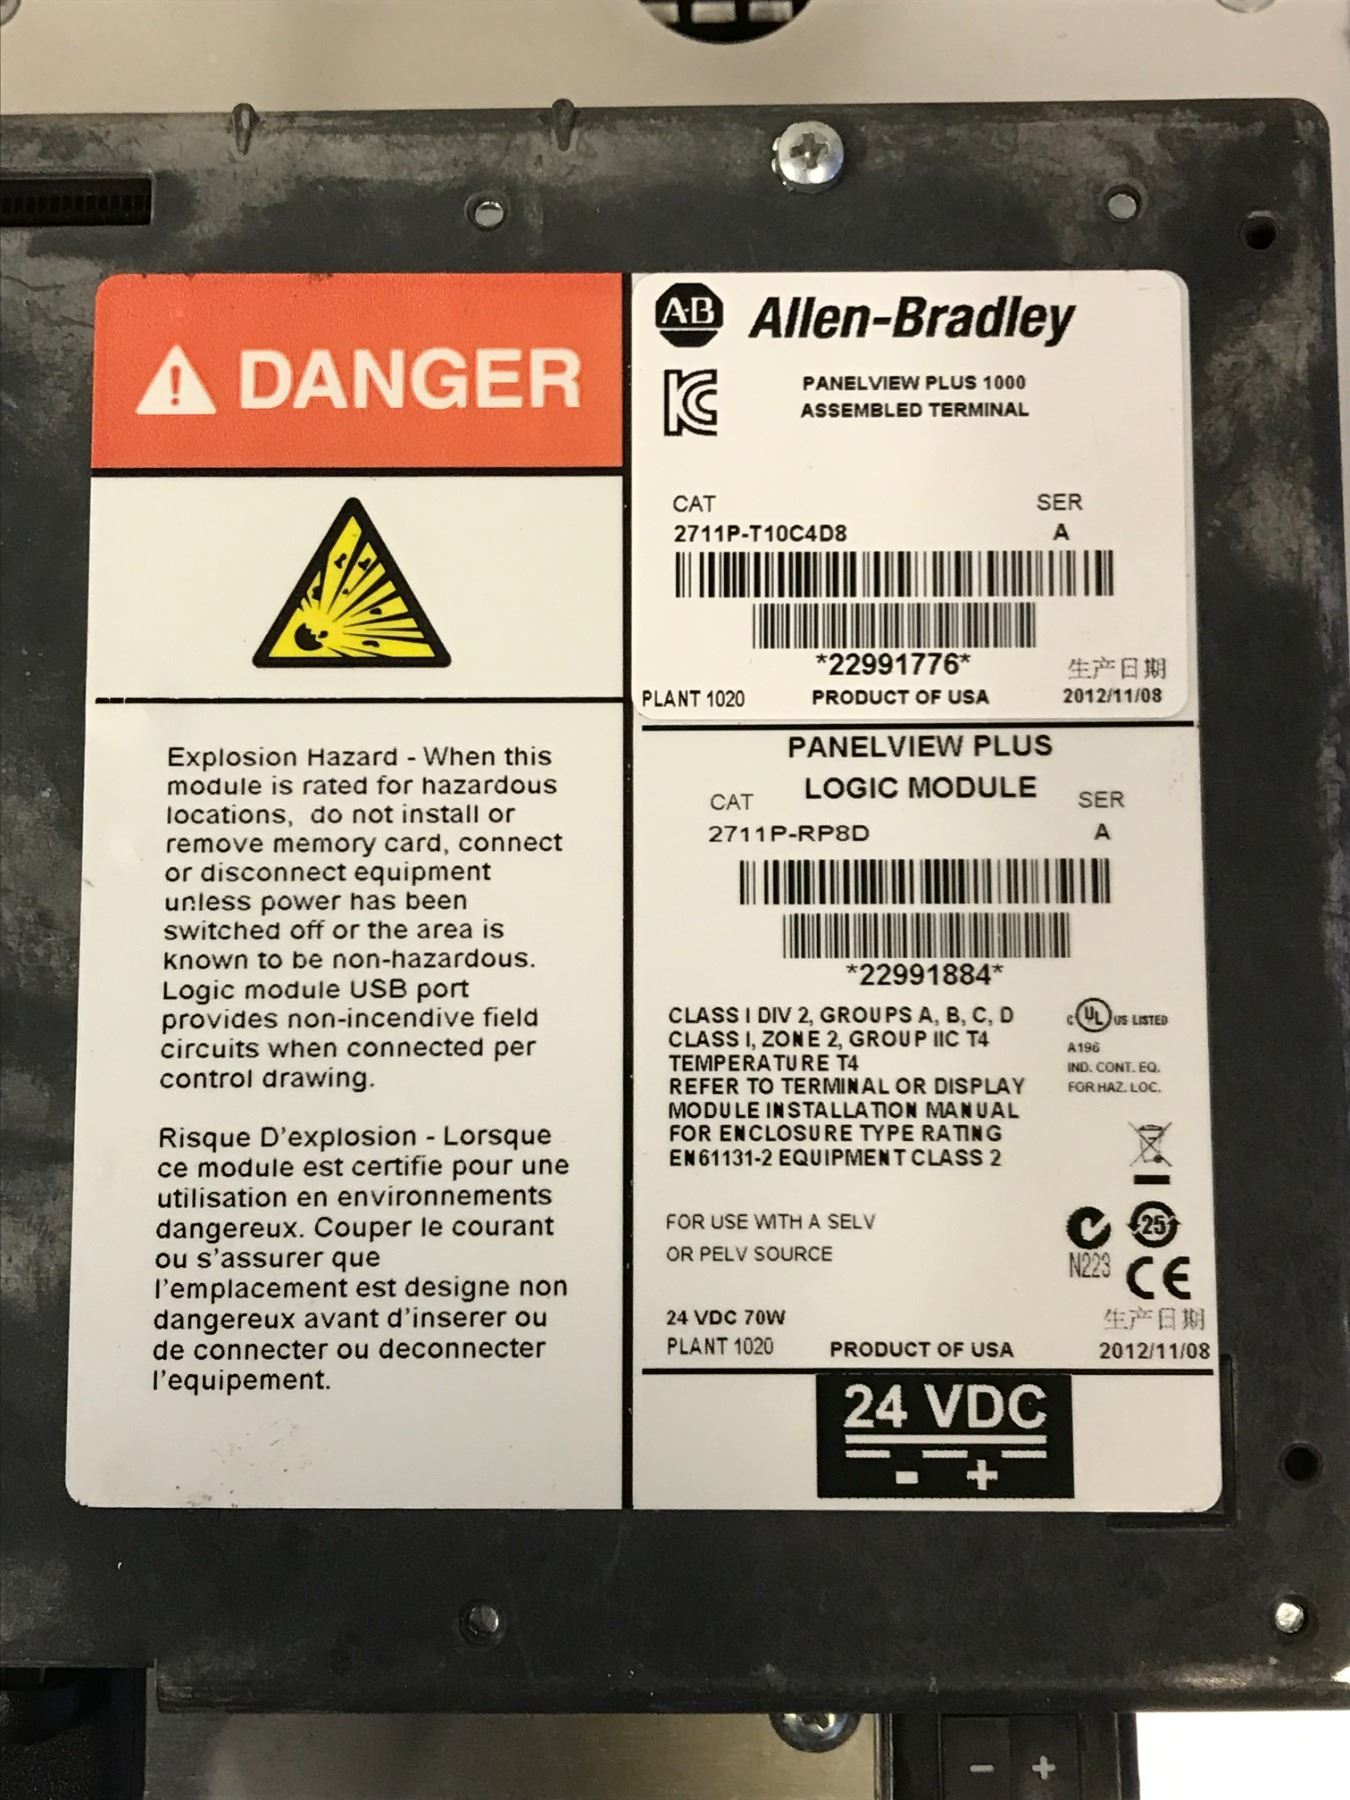 DANGER
Explosion Hazard - When this
module is rated for hazardous
locations, do not install or
remove memory card, connect
or disconnect equipment
unless power has been
switched off or the area is
known to be non-hazardous.
Logic module USB port
provides non-incendive field
circuits when connected per
control drawing.
Risque D'explosion - Lorsque
ce module est certifie pour une
utilisation en environnements
dangereux. Couper le courant
ou s'assurer que
l'emplacement est designe non
dangereux avant d'inserer ou
de connecter ou deconnecter
l'equipement.
A-B Allen-Bradley
PANELVIEW PLUS 1000
ASSEMBLED TERMINAL
CAT SER
2711P-T10C4D8 A
*22991776*
生产日期
PLANT 1020 PRODUCT OF USA 2012/11/08
PANELVIEW PLUS
LOGIC MODULE
CAT SER
2711P-RP8D A
*22991884*
CLASS I DIV 2, GROUPS A, B, C, D
CLASS I, ZONE 2, GROUP IIC T4
TEMPERATURE T4
REFER TO TERMINAL OR DISPLAY
MODULE INSTALLATION MANUAL
FOR ENCLOSURE TYPE RATING
EN61131-2 EQUIPMENT CLASS 2
C UL US LISTED
A196
IND. CONT. EQ.
FOR HAZ. LOC.
FOR USE WITH A SELV
OR PELV SOURCE
25
N223
CE
24 VDC 70W
生产日期
PLANT 1020 PRODUCT OF USA 2012/11/08
24 VDC
- +
- +